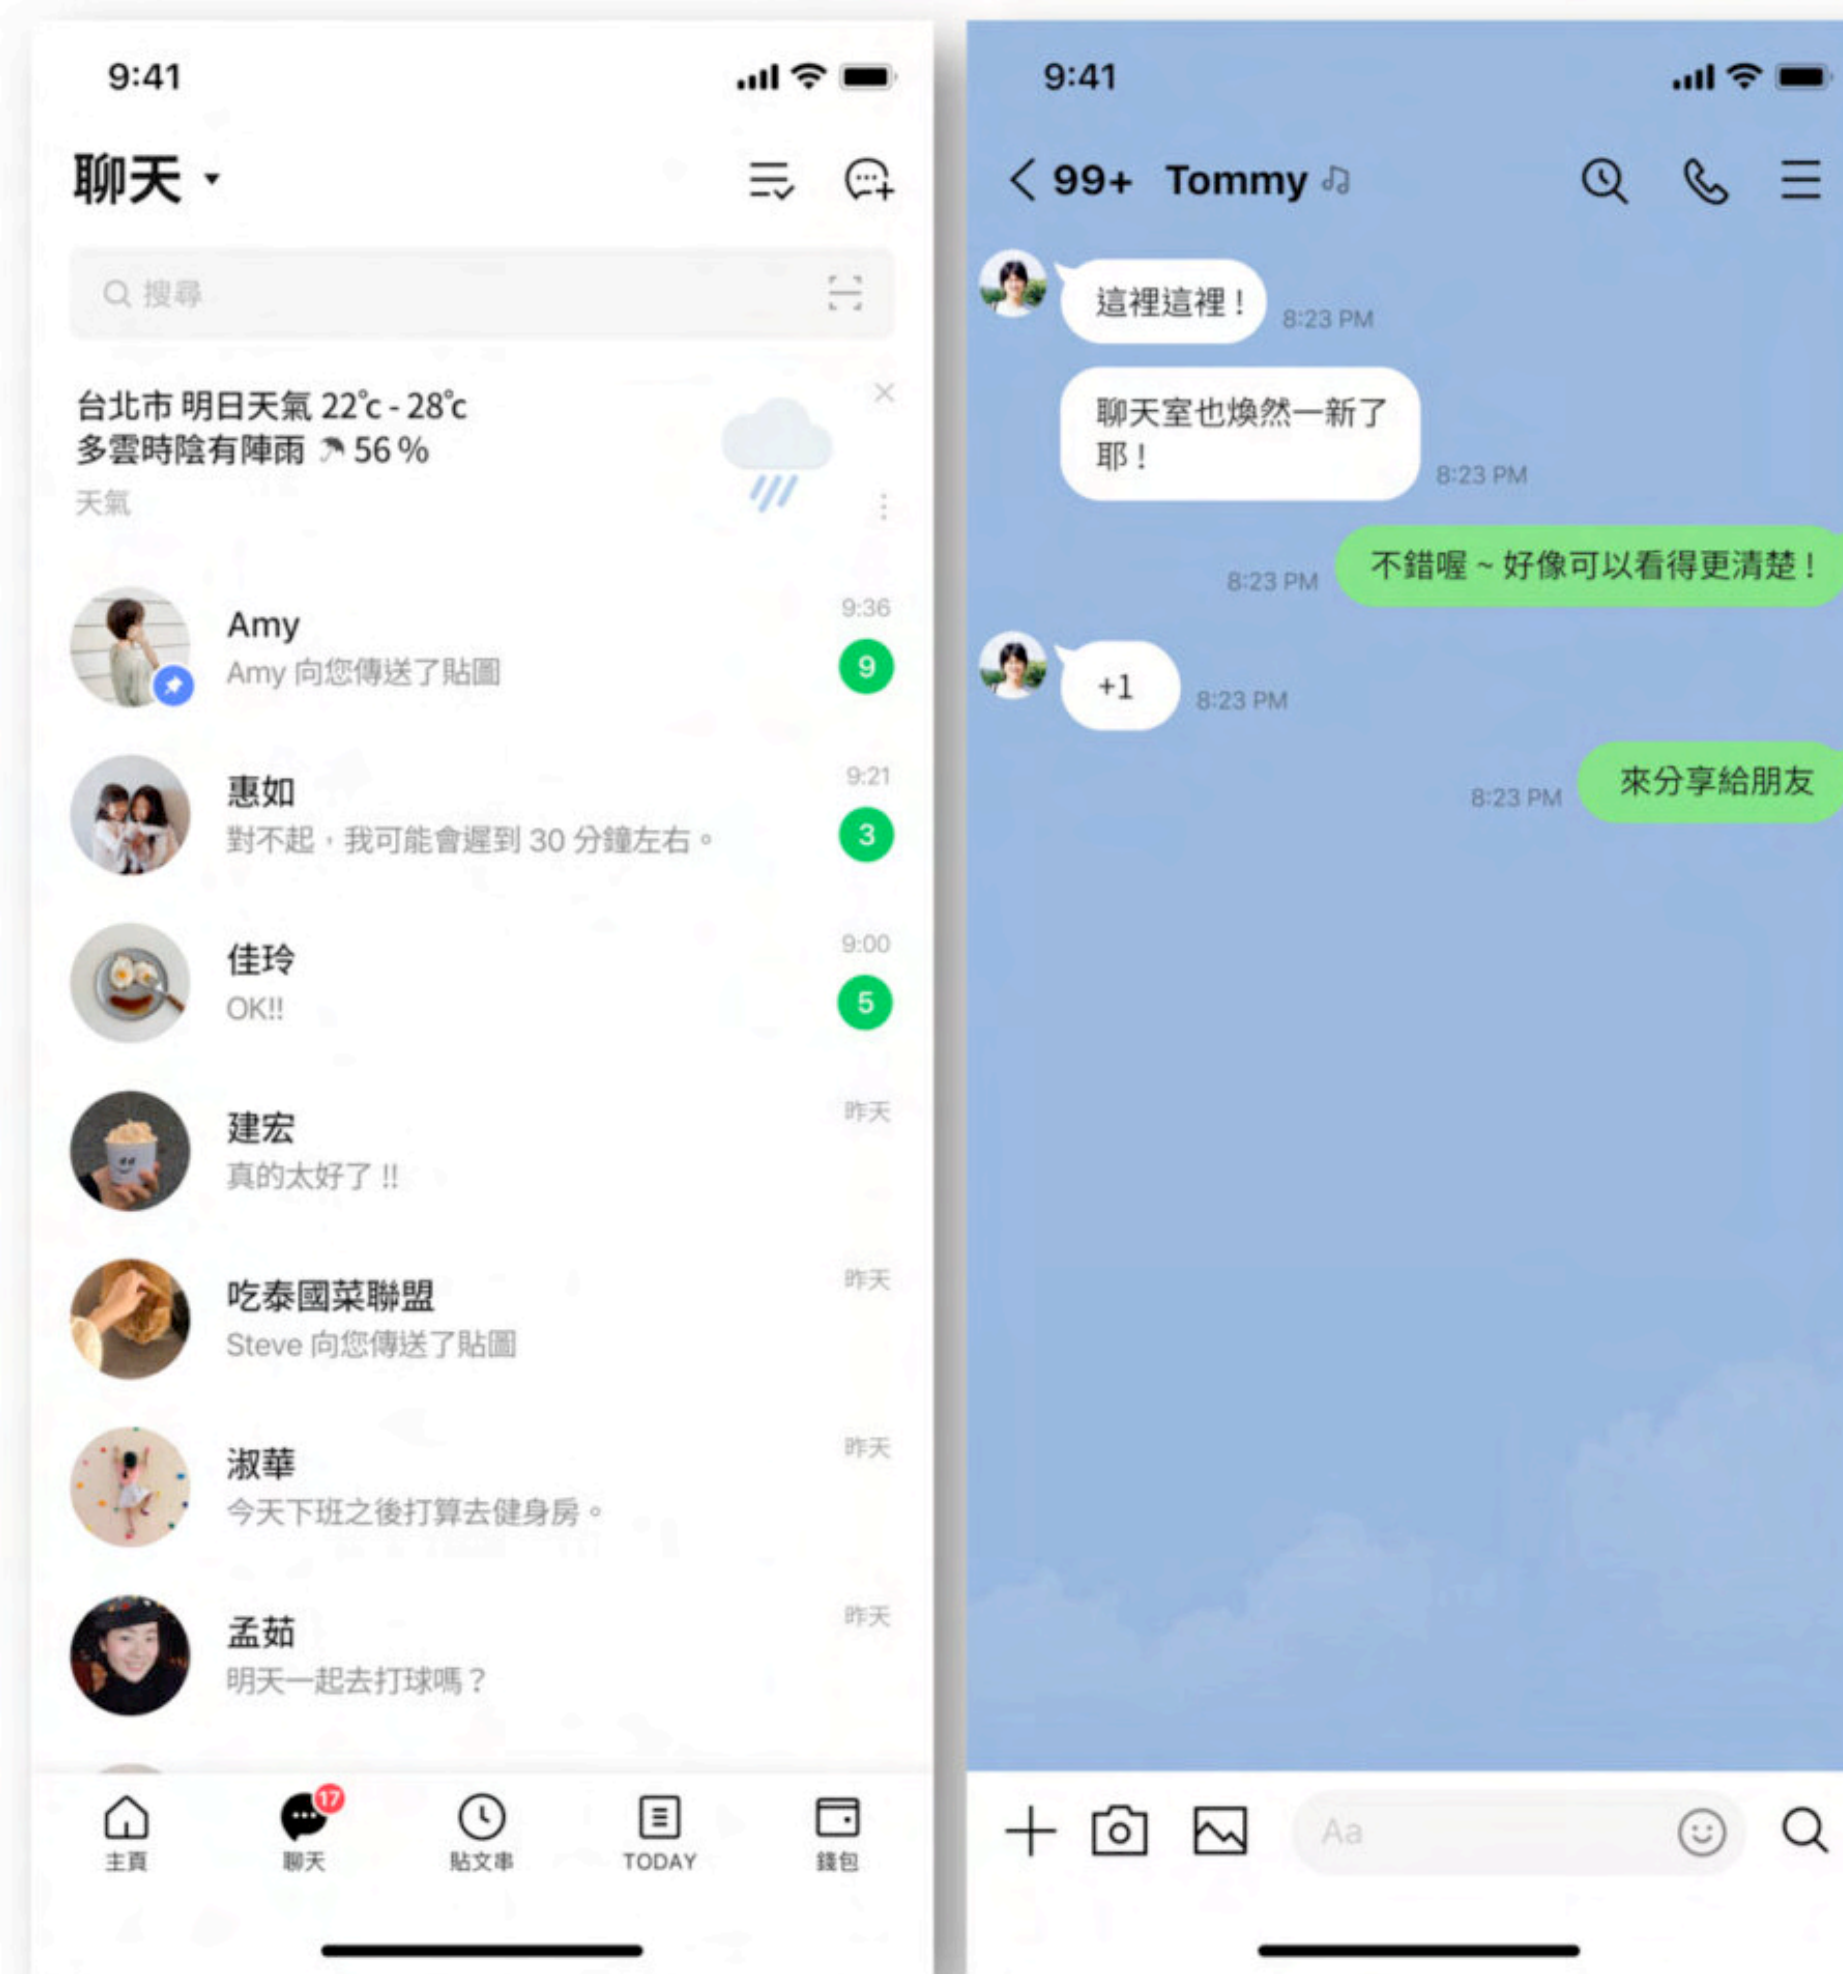 9:41
聊天
搜尋
台北市 明日天氣 22°c - 28°c
多雲時陰有陣雨 56 %
天氣
Amy
9:36
Amy 向您傳送了貼圖
9
惠如
9:21
對不起，我可能會遲到 30 分鐘左右。
3
佳玲
9:00
OK!!
5
建宏
昨天
真的太好了 !!
吃泰國菜聯盟
昨天
Steve 向您傳送了貼圖
淑華
昨天
今天下班之後打算去健身房。
孟茹
昨天
明天一起去打球嗎？
17
主頁
聊天
貼文串
TODAY
錢包
9:41
99+ Tommy
這裡這裡！
8:23 PM
聊天室也煥然一新了
耶！
8:23 PM
不錯喔 ~ 好像可以看得更清楚！
8:23 PM
+1
8:23 PM
來分享給朋友
8:23 PM
Aa